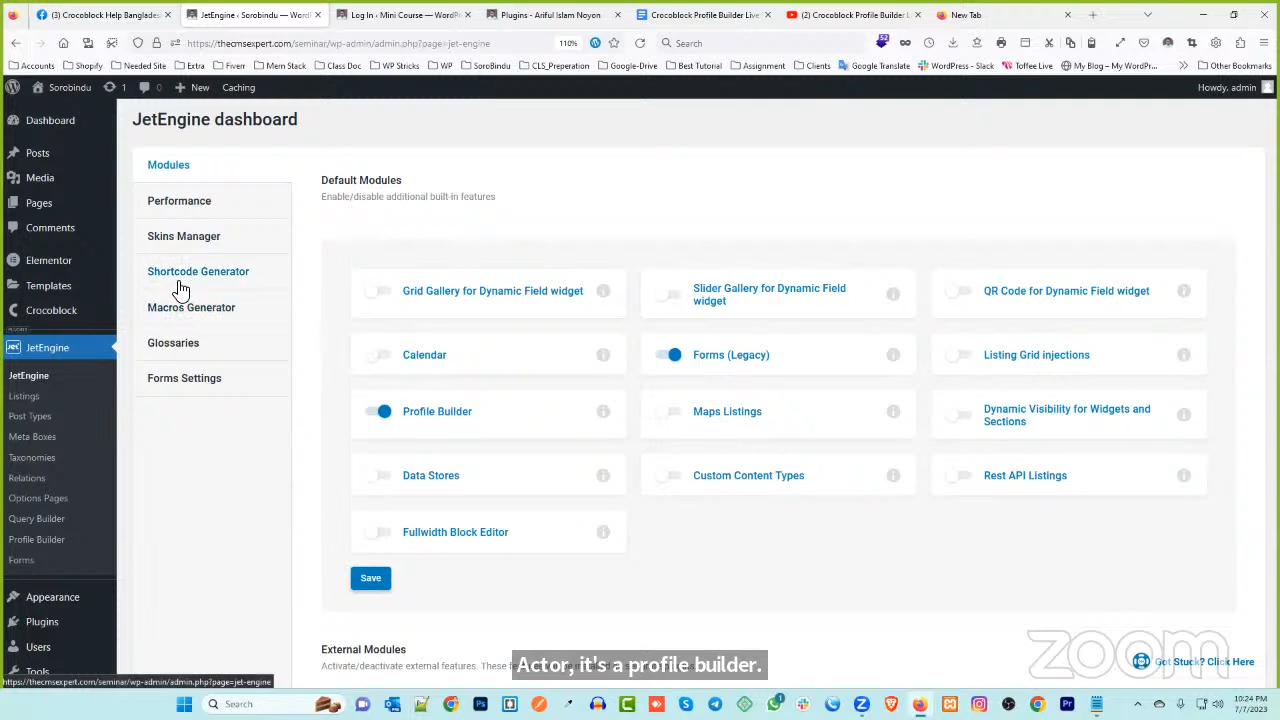 (3) Crocoblock Help Banglades
JetEngine ‹ Sorobindu — Word
Log In ‹ Mini Course — WordPr
Plugins ‹ Ariful Islam Noyon
Crocoblock Profile Builder Live
(2) Crocoblock Profile Builder L
New Tab
https://thecmsexpert.com/seminar/wp-admin/admin.php?page=jet-engine
110%
Search
52
Accounts
Shopify
Needed Site
Extra
Fiverr
Mern Stack
Class Doc
WP Stricks
WP
SoroBindu
CLS_Preperation
Google-Drive
Best Tutorial
Assignment
Clients
Google Translate
WordPress - Slack
Toffee Live
My Blog – My WordPr...
Other Bookmarks
Sorobindu
1
0
New
Caching
Howdy, admin
Dashboard
Posts
Media
Pages
Comments
Elementor
Templates
Crocoblock
PLUGINS
JetEngine
JetEngine
Listings
Post Types
Meta Boxes
Taxonomies
Relations
Options Pages
Query Builder
Profile Builder
Forms
Appearance
Plugins
Users
Tools
JetEngine dashboard
Modules
Performance
Skins Manager
Shortcode Generator
Macros Generator
Glossaries
Forms Settings
Default Modules
Enable/disable additional built-in features
Grid Gallery for Dynamic Field widget
Slider Gallery for Dynamic Field
widget
QR Code for Dynamic Field widget
Calendar
Forms (Legacy)
Listing Grid injections
Profile Builder
Maps Listings
Dynamic Visibility for Widgets and
Sections
Data Stores
Custom Content Types
Rest API Listings
Fullwidth Block Editor
Save
External Modules
Activate/deactivate external features. These fe
Actor, it's a profile builder.
zoom
Got Stuck? Click Here
https://thecmsexpert.com/seminar/wp-admin/admin.php?page=jet-engine
Search
1
10:24 PM
7/7/2023